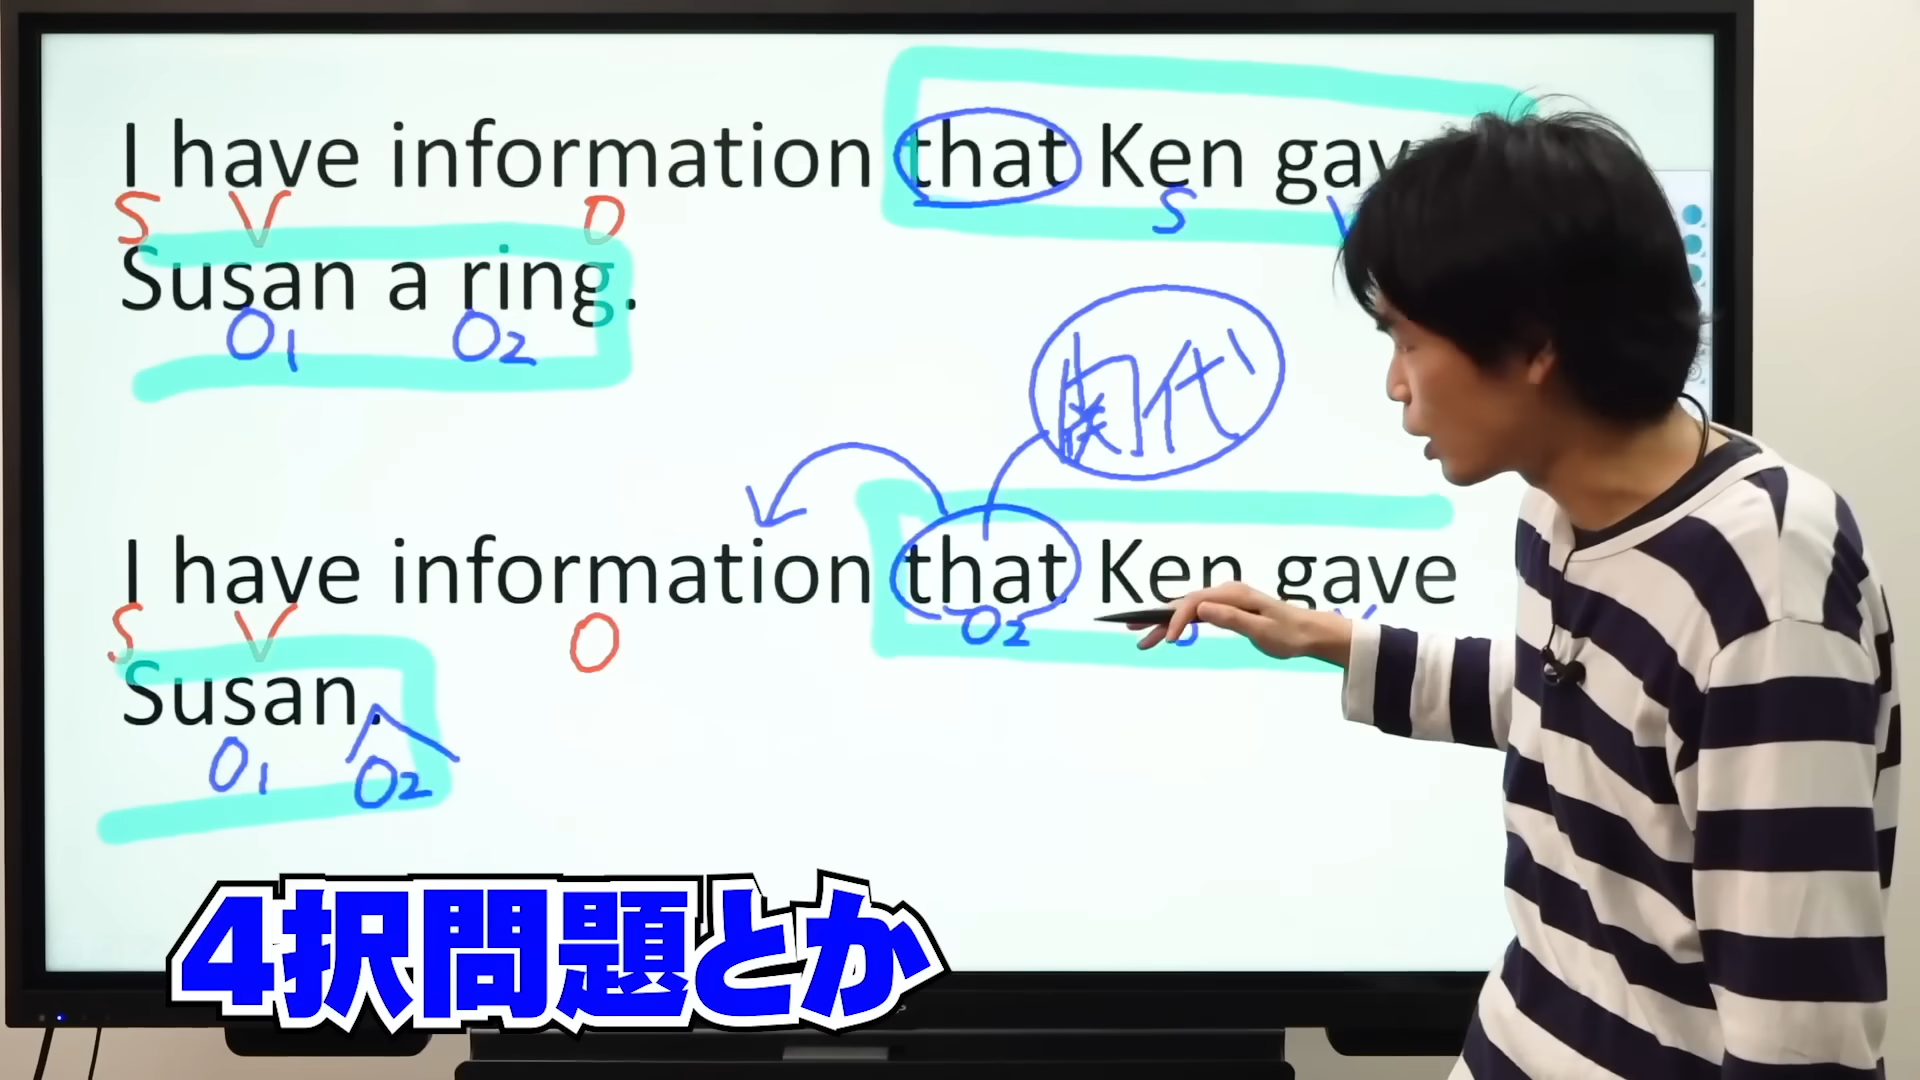 I have information that Ken gav
S V O S V
Susan a ring.
O1 O2
関代
I have information that Ken gave
S V O O2 S V
Susan.
O1 O2
4択問題とか